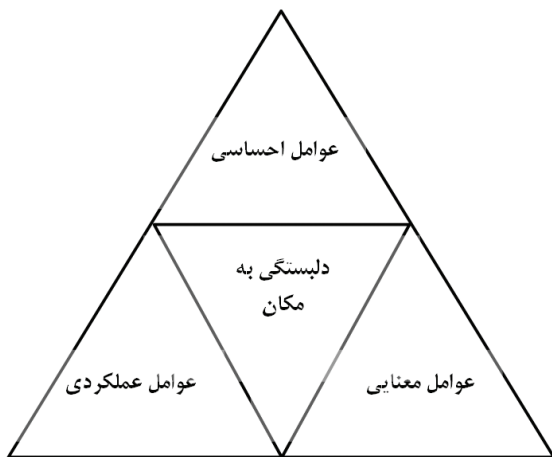 عوامل احساسی
دلبستگی به
مکان
عوامل معنایی
عوامل عملکردی